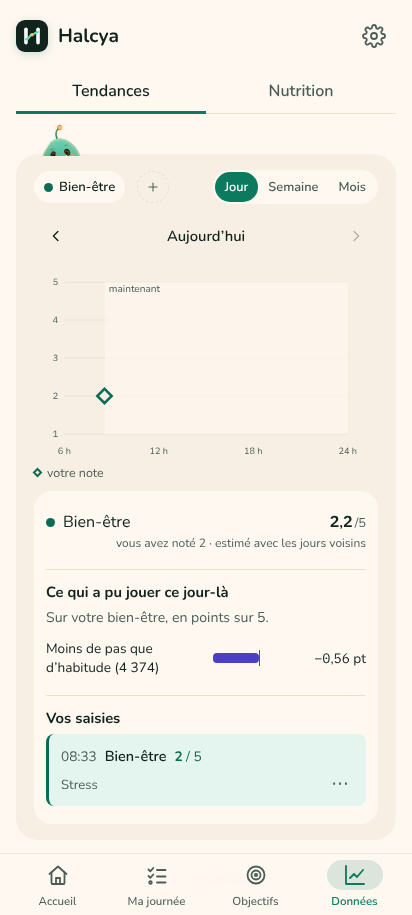 Halcya
Tendances
Nutrition
Bien-être
+
Jour
Semaine
Mois
Aujourd'hui
5
maintenant
4
3
2
1
6 h
12 h
18 h
24 h
votre note
Bien-être
2,2 /5
vous avez noté 2 · estimé avec les jours voisins
Ce qui a pu jouer ce jour-là
Sur votre bien-être, en points sur 5.
Moins de pas que
d'habitude (4 374)
−0,56 pt
Vos saisies
08:33 Bien-être 2 / 5
Stress
Accueil
Ma journée
Objectifs
Données